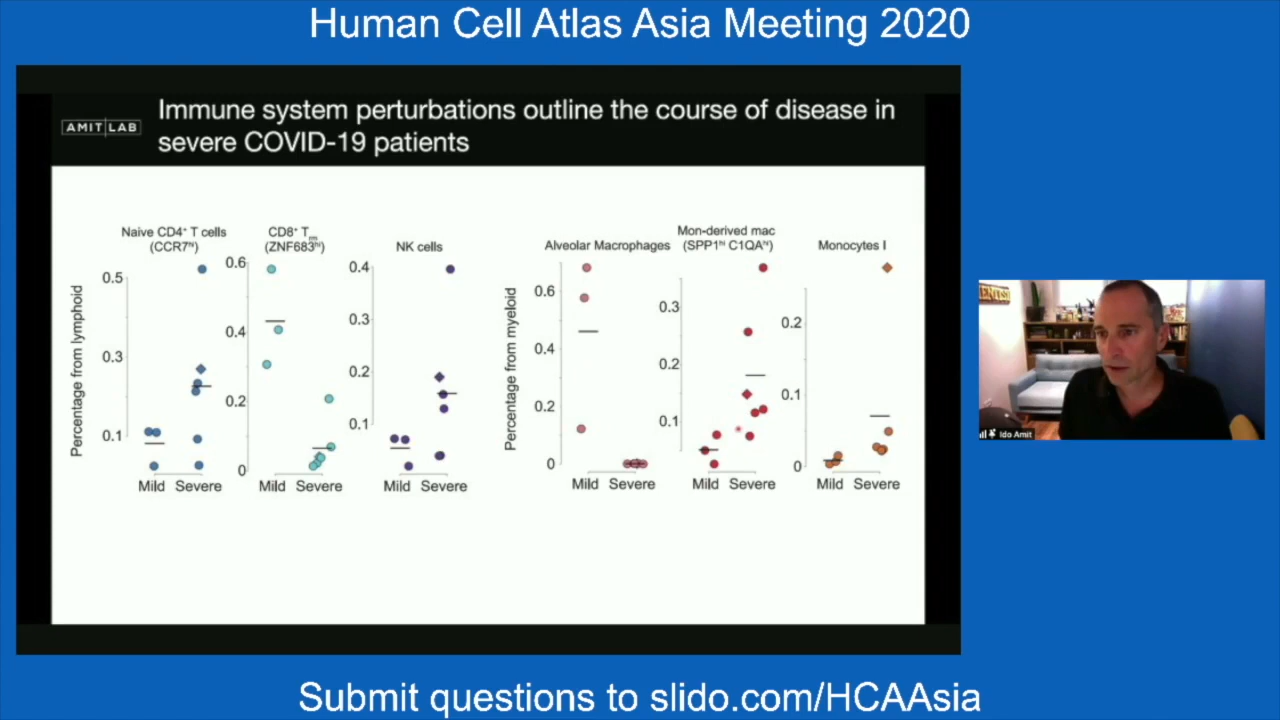 Human Cell Atlas Asia Meeting 2020
AMIT LAB
Immune system perturbations outline the course of disease in
severe COVID-19 patients
Percentage from lymphoid
Naive CD4⁺ T cells
(CCR7ʰⁱ)
0.5
0.3
0.1
Mild Severe
CD8⁺ Tᵣₘ
(ZNF683ʰⁱ)
0.6
0.4
0.2
0
Mild Severe
NK cells
0.4
0.3
0.2
0.1
Mild Severe
Percentage from myeloid
Alveolar Macrophages
0.6
0.4
0.2
0
Mild Severe
Mon-derived mac
(SPP1ʰⁱ C1QAʰⁱ)
0.3
0.2
0.1
Mild Severe
Monocytes I
0.2
0.1
0
Mild Severe
Ido Amit
Submit questions to slido.com/HCAAsia